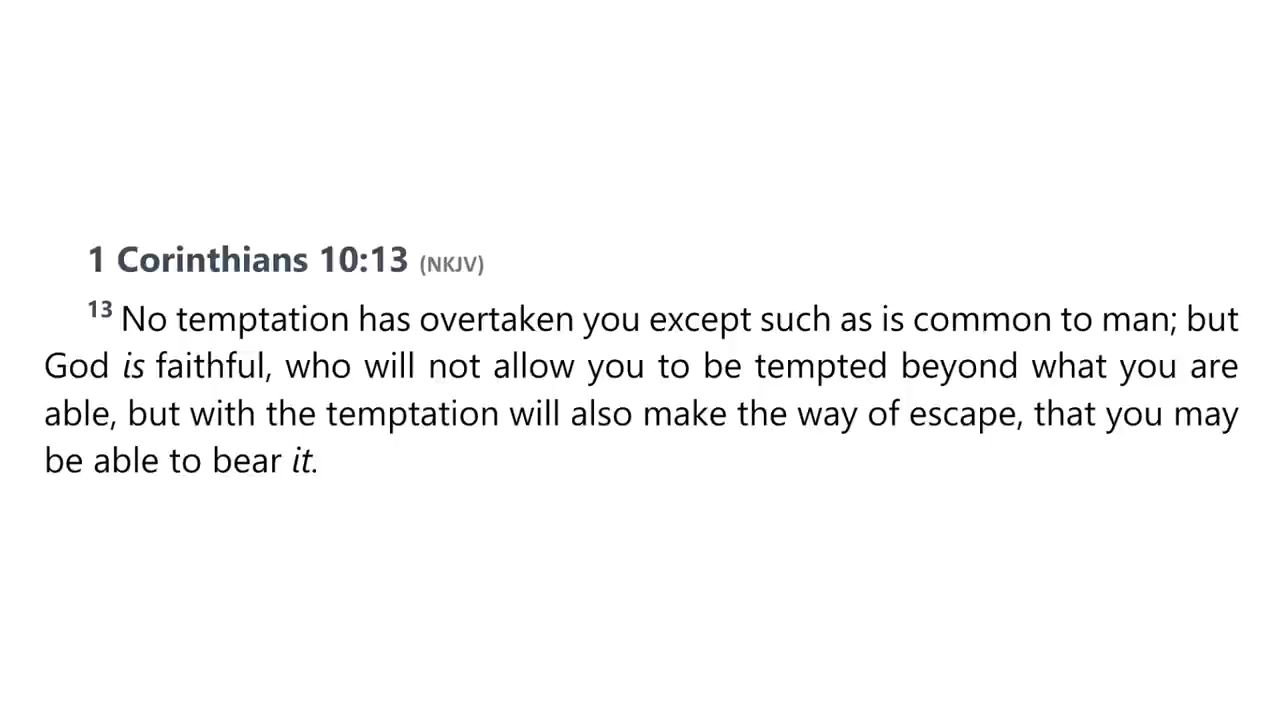 1 Corinthians 10:13 (NKJV)
13 No temptation has overtaken you except such as is common to man; but
God is faithful, who will not allow you to be tempted beyond what you are
able, but with the temptation will also make the way of escape, that you may
be able to bear it.